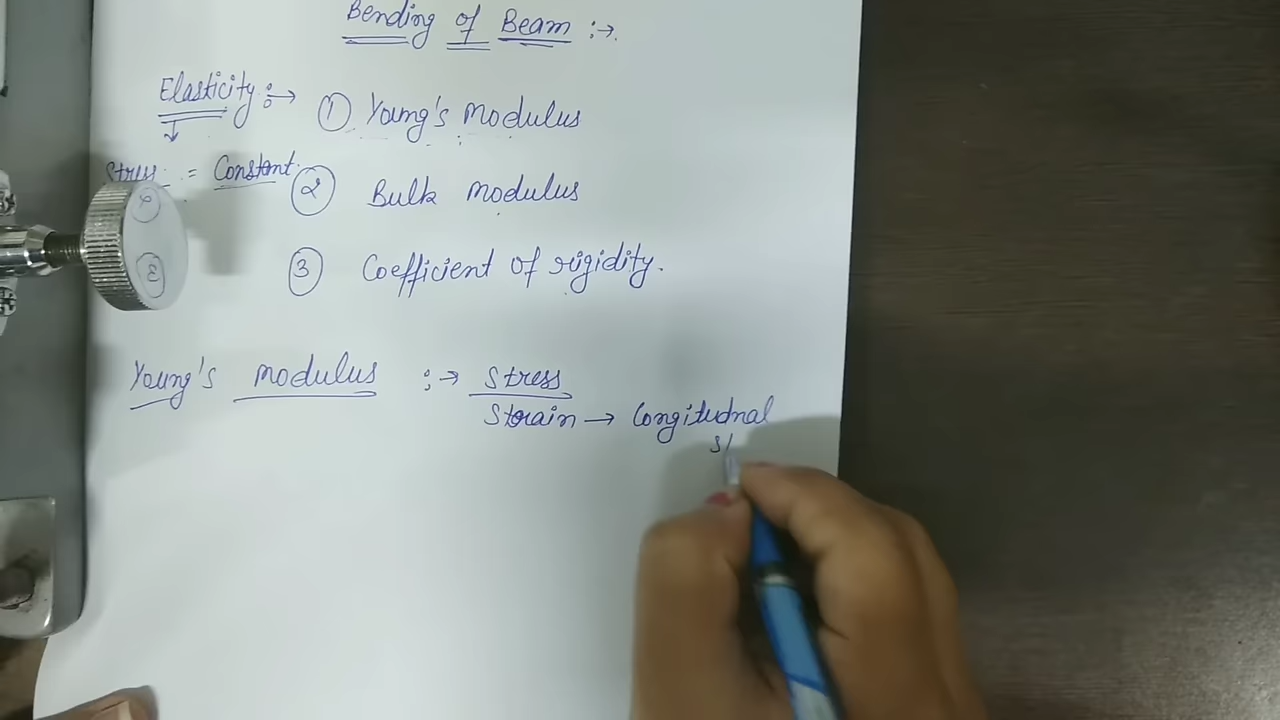 Bending of Beam :→.
Elasticity :→ ① Young's modulus
↓
Stress = Constant.
② Bulk modulus
③ Coefficient of rigidity.
Young's modulus :→ Stress
Strain → Longitudnal